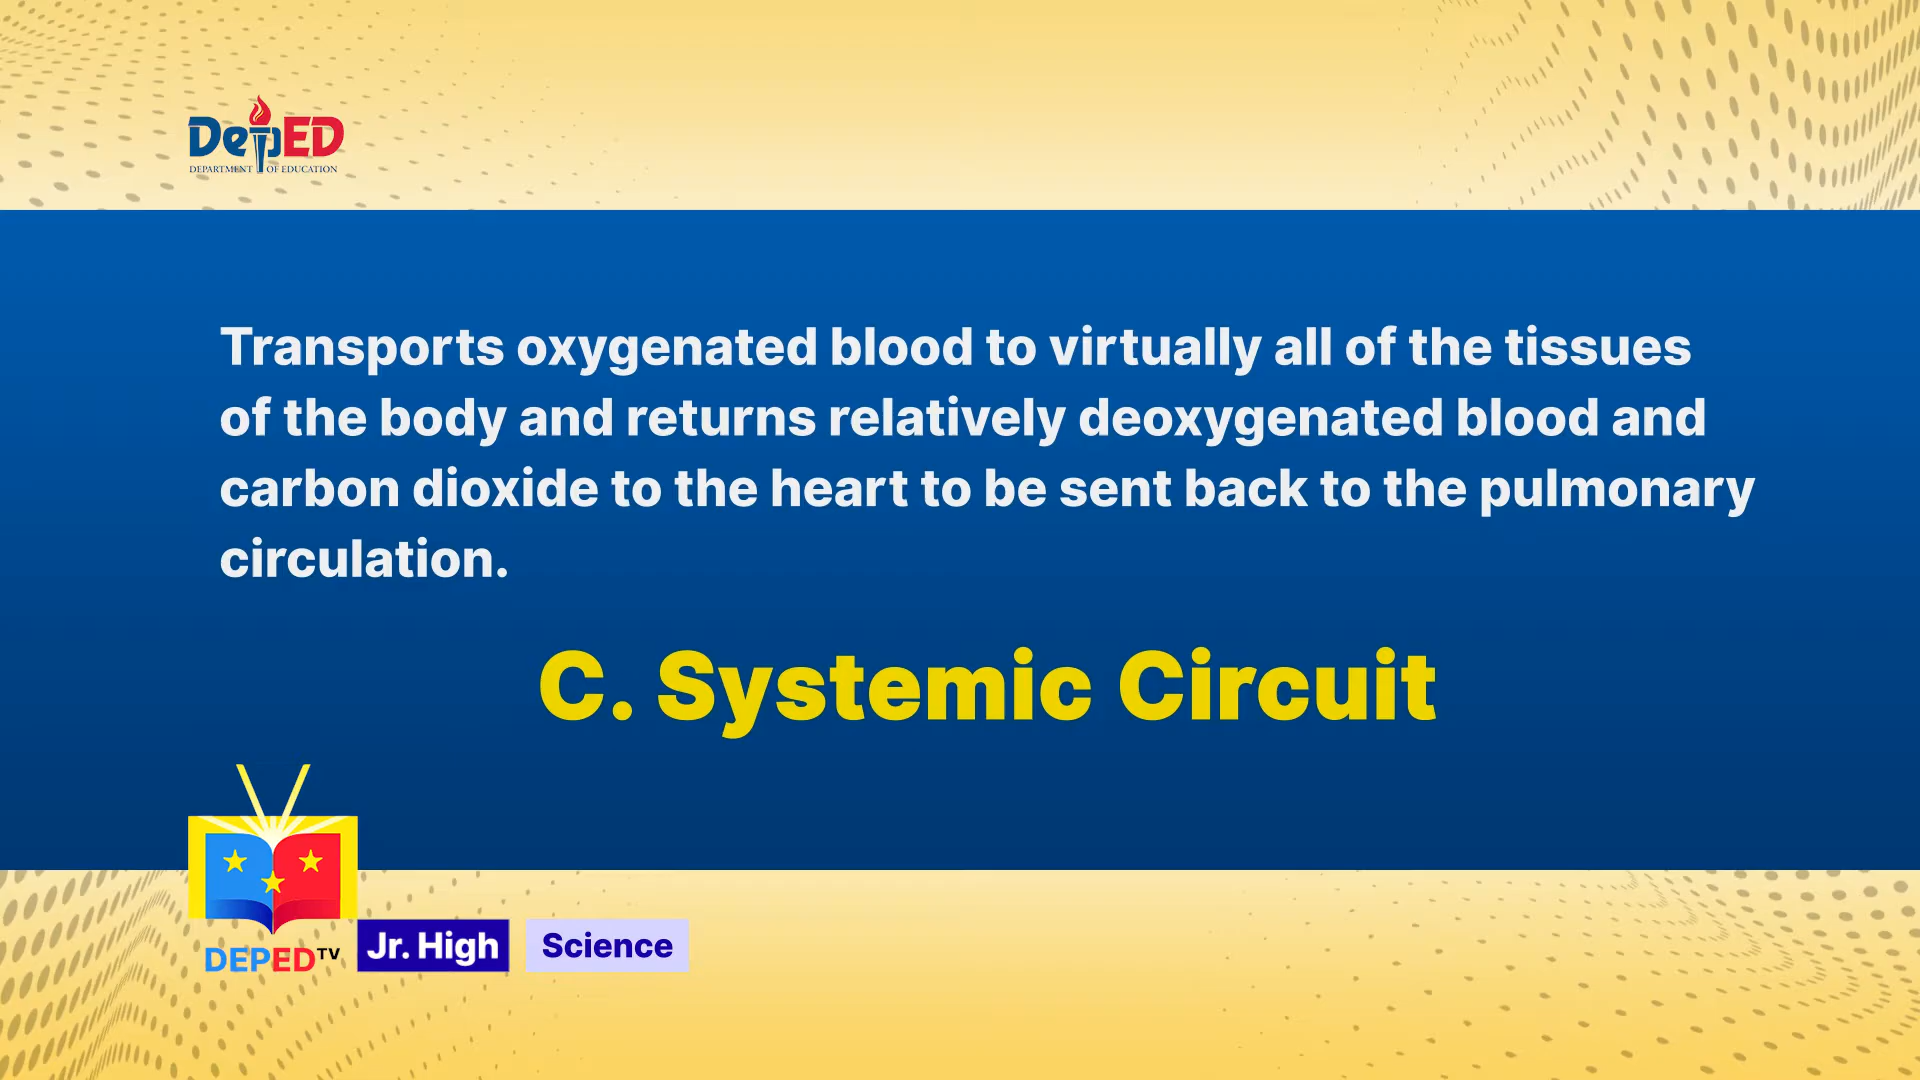 DepED
DEPARTMENT OF EDUCATION
Transports oxygenated blood to virtually all of the tissues
of the body and returns relatively deoxygenated blood and
carbon dioxide to the heart to be sent back to the pulmonary
circulation.
C. Systemic Circuit
DEPED TV
Jr. High
Science